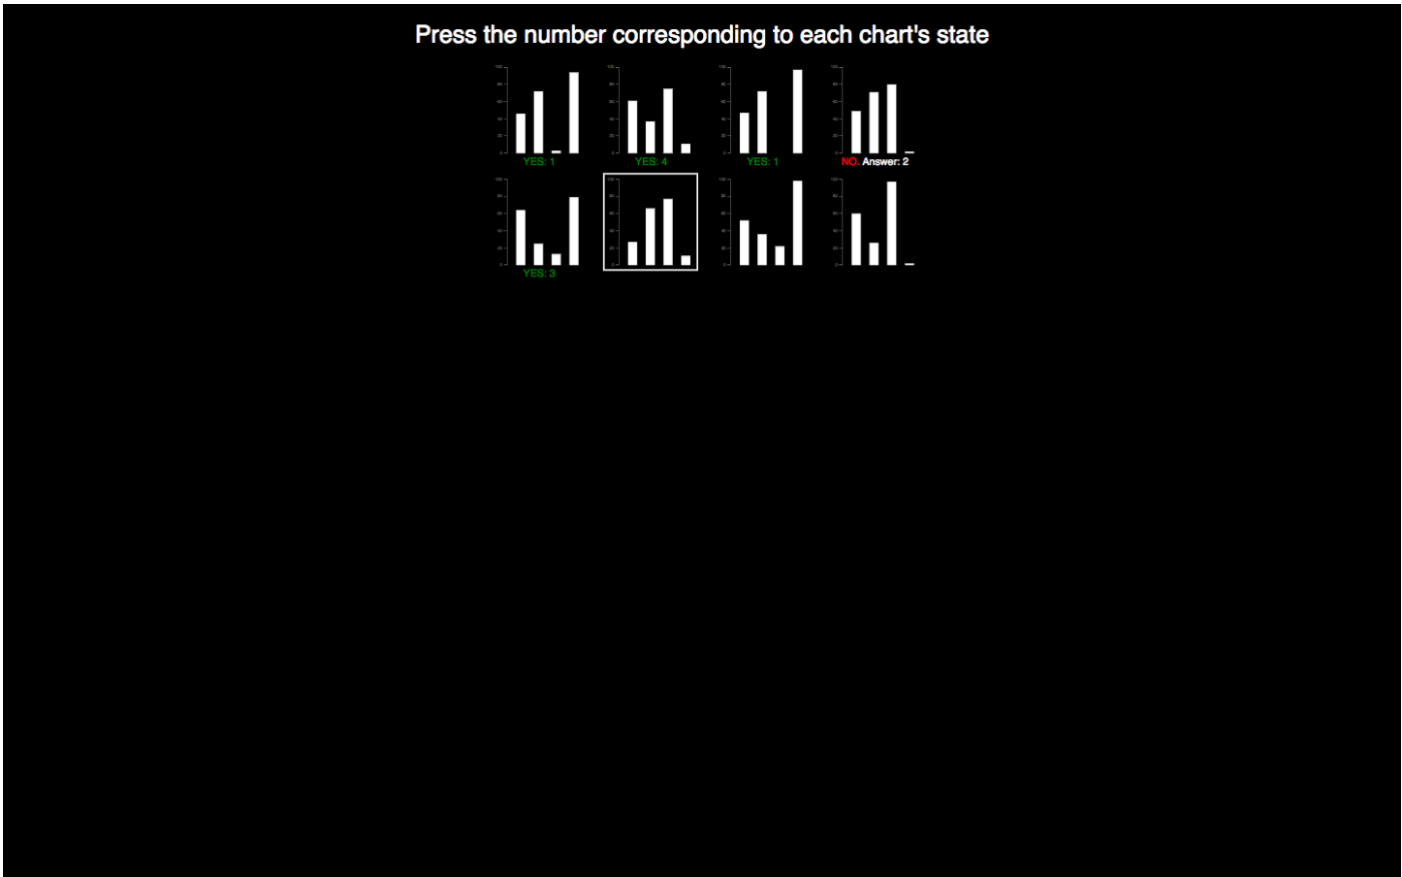 Press the number corresponding to each chart's state
YES: 1
YES: 4
YES: 1
NO. Answer: 2
YES: 3